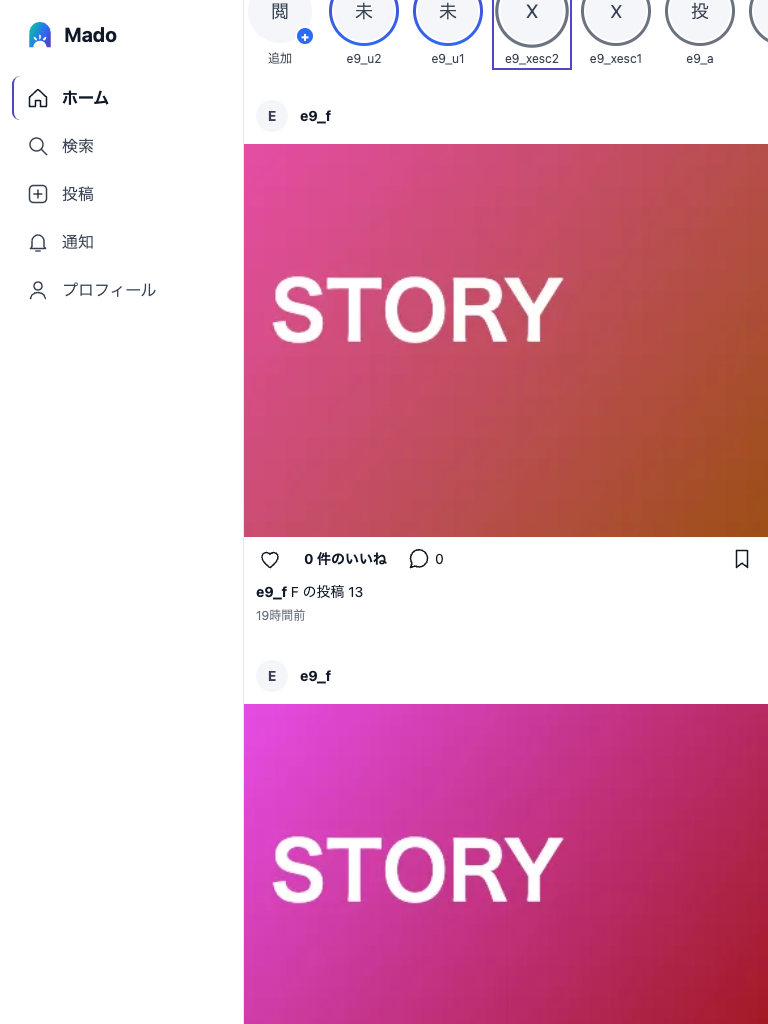 Mado
ホーム
検索
投稿
通知
プロフィール
閲 未 未 X X 投
追加 e9_u2 e9_u1 e9_xesc2 e9_xesc1 e9_a
E e9_f
STORY
0 件のいいね 0
e9_f F の投稿 13
19時間前
E e9_f
STORY